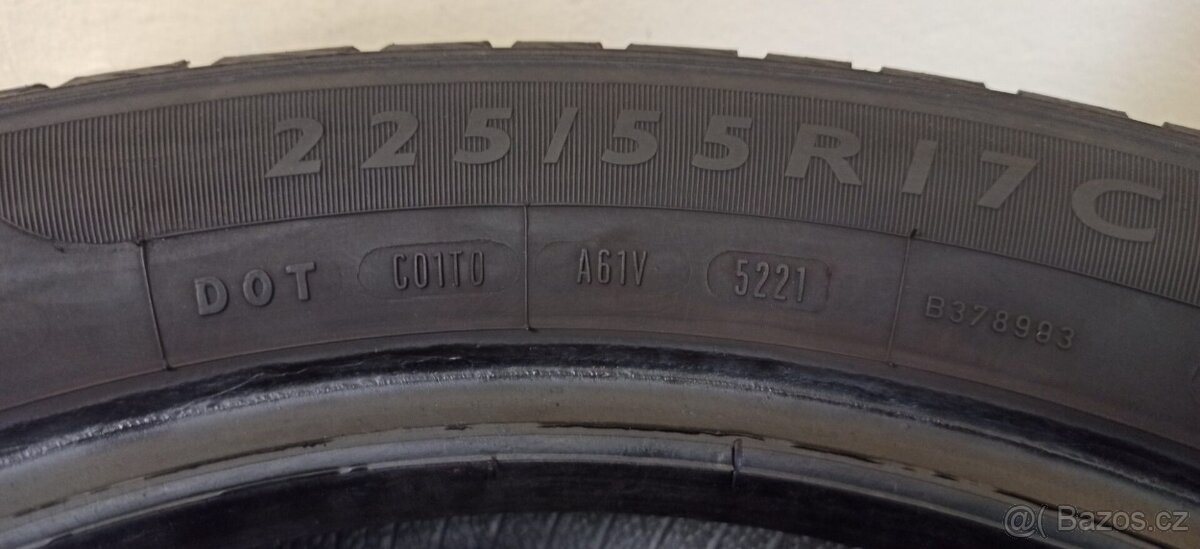 225/55R17C
DOT C01T0 A61V 5221 B378983
@( Bazos.cz